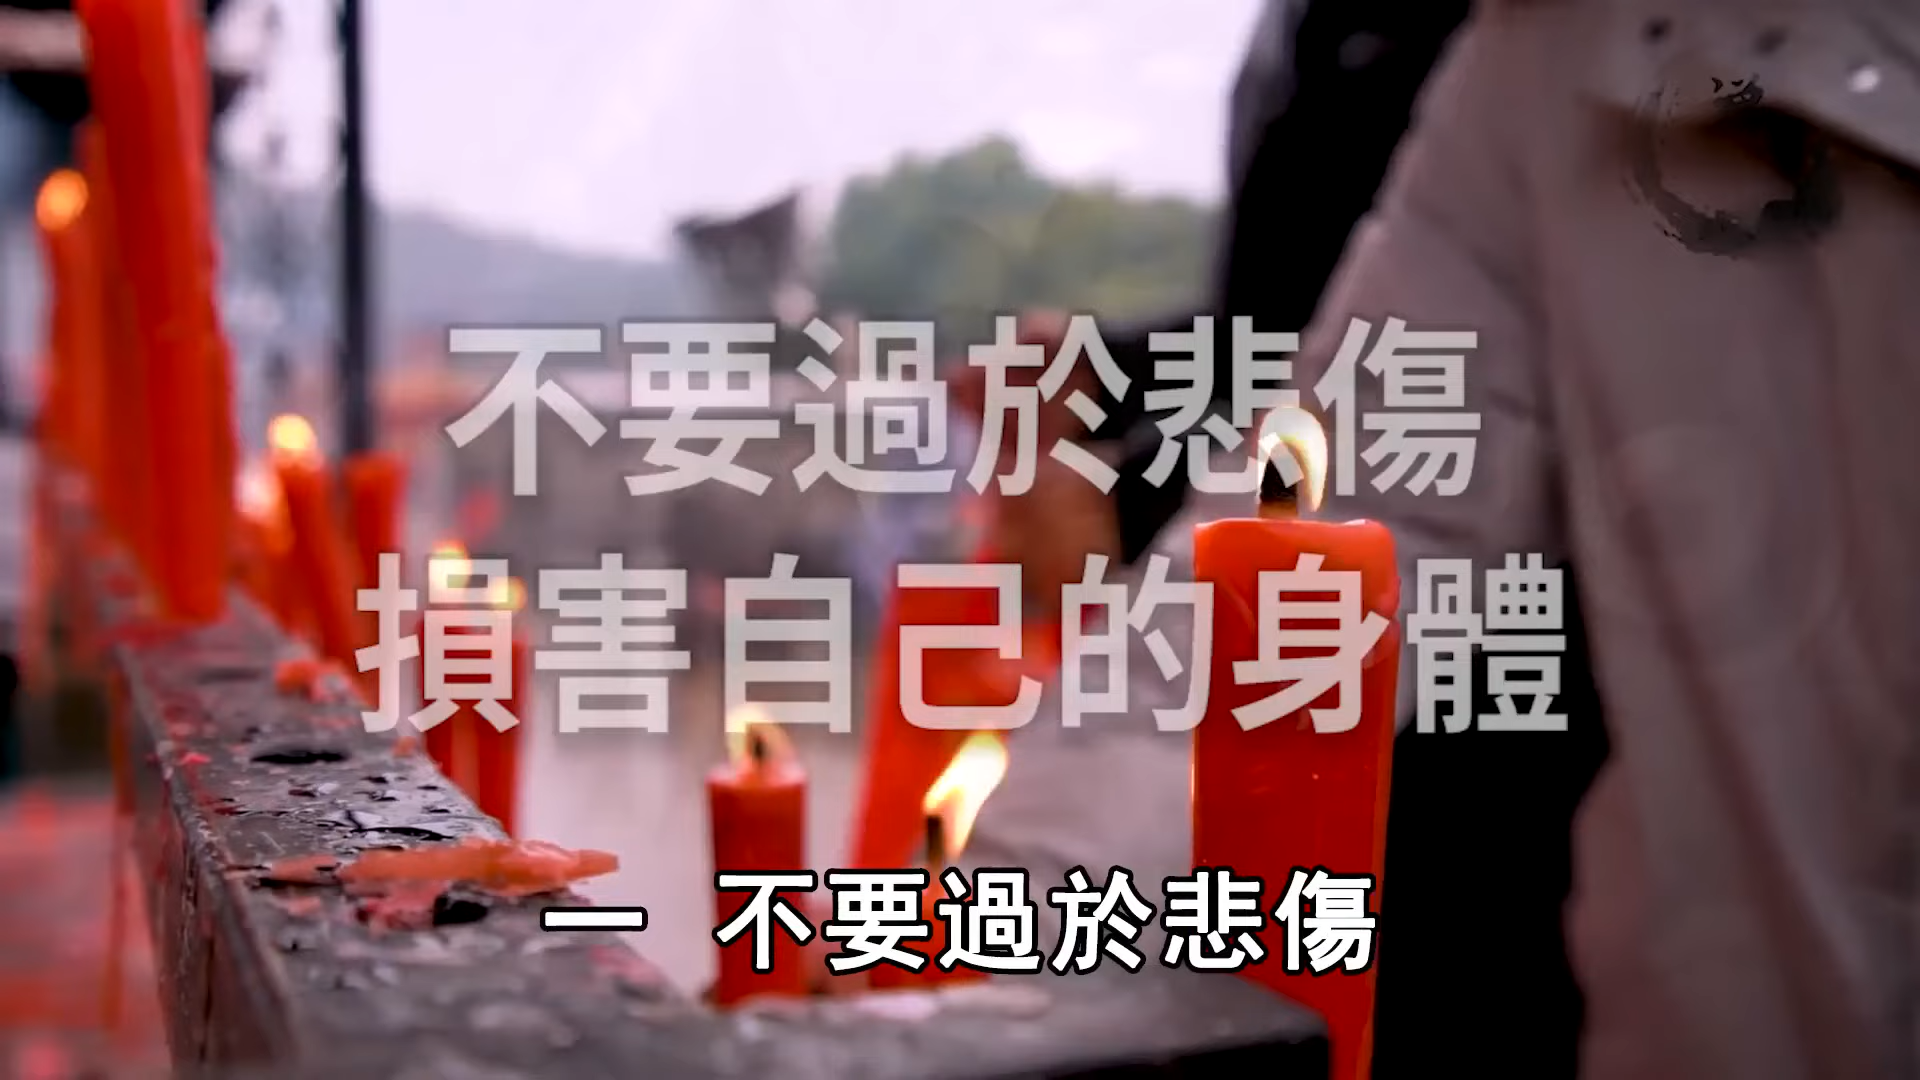 不要過於悲傷
損害自己的身體
一 不要過於悲傷